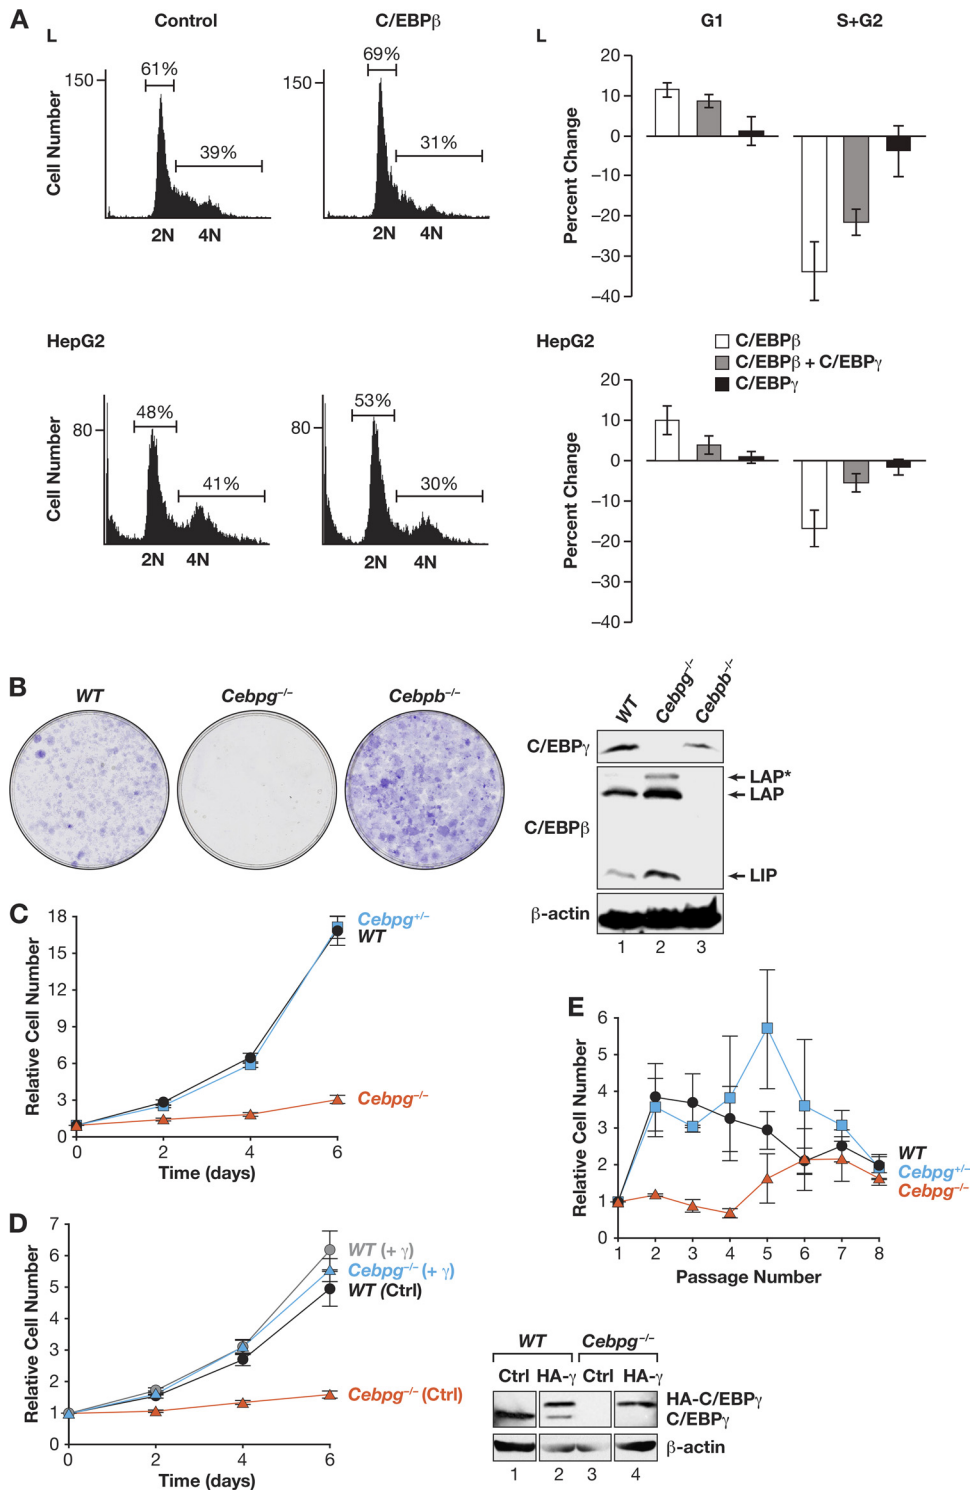 A
Control
C/EBPβ
G1
S+G2
L
L
Cell Number
150
61%
39%
2N 4N
150
69%
31%
2N 4N
Percent Change
20
10
0
–10
–20
–30
–40
HepG2
HepG2
C/EBPβ
C/EBPβ + C/EBPγ
C/EBPγ
Cell Number
80
48%
41%
2N 4N
80
53%
30%
2N 4N
Percent Change
20
10
0
–10
–20
–30
–40
B
WT
Cebpg–/–
Cebpb–/–
WT
Cebpg–/–
Cebpb–/–
C/EBPγ
LAP*
LAP
C/EBPβ
LIP
β-actin
1 2 3
C
Relative Cell Number
18
15
12
9
6
3
1
0
0 2 4 6
Time (days)
Cebpg+/–
WT
Cebpg–/–
E
Relative Cell Number
6
5
4
3
2
1
0
1 2 3 4 5 6 7 8
Passage Number
WT
Cebpg+/–
Cebpg–/–
D
Relative Cell Number
7
6
5
4
3
2
1
0
0 2 4 6
Time (days)
WT (+ γ)
Cebpg–/– (+ γ)
WT (Ctrl)
Cebpg–/– (Ctrl)
WT Cebpg–/–
Ctrl HA-γ Ctrl HA-γ
HA-C/EBPγ
C/EBPγ
β-actin
1 2 3 4